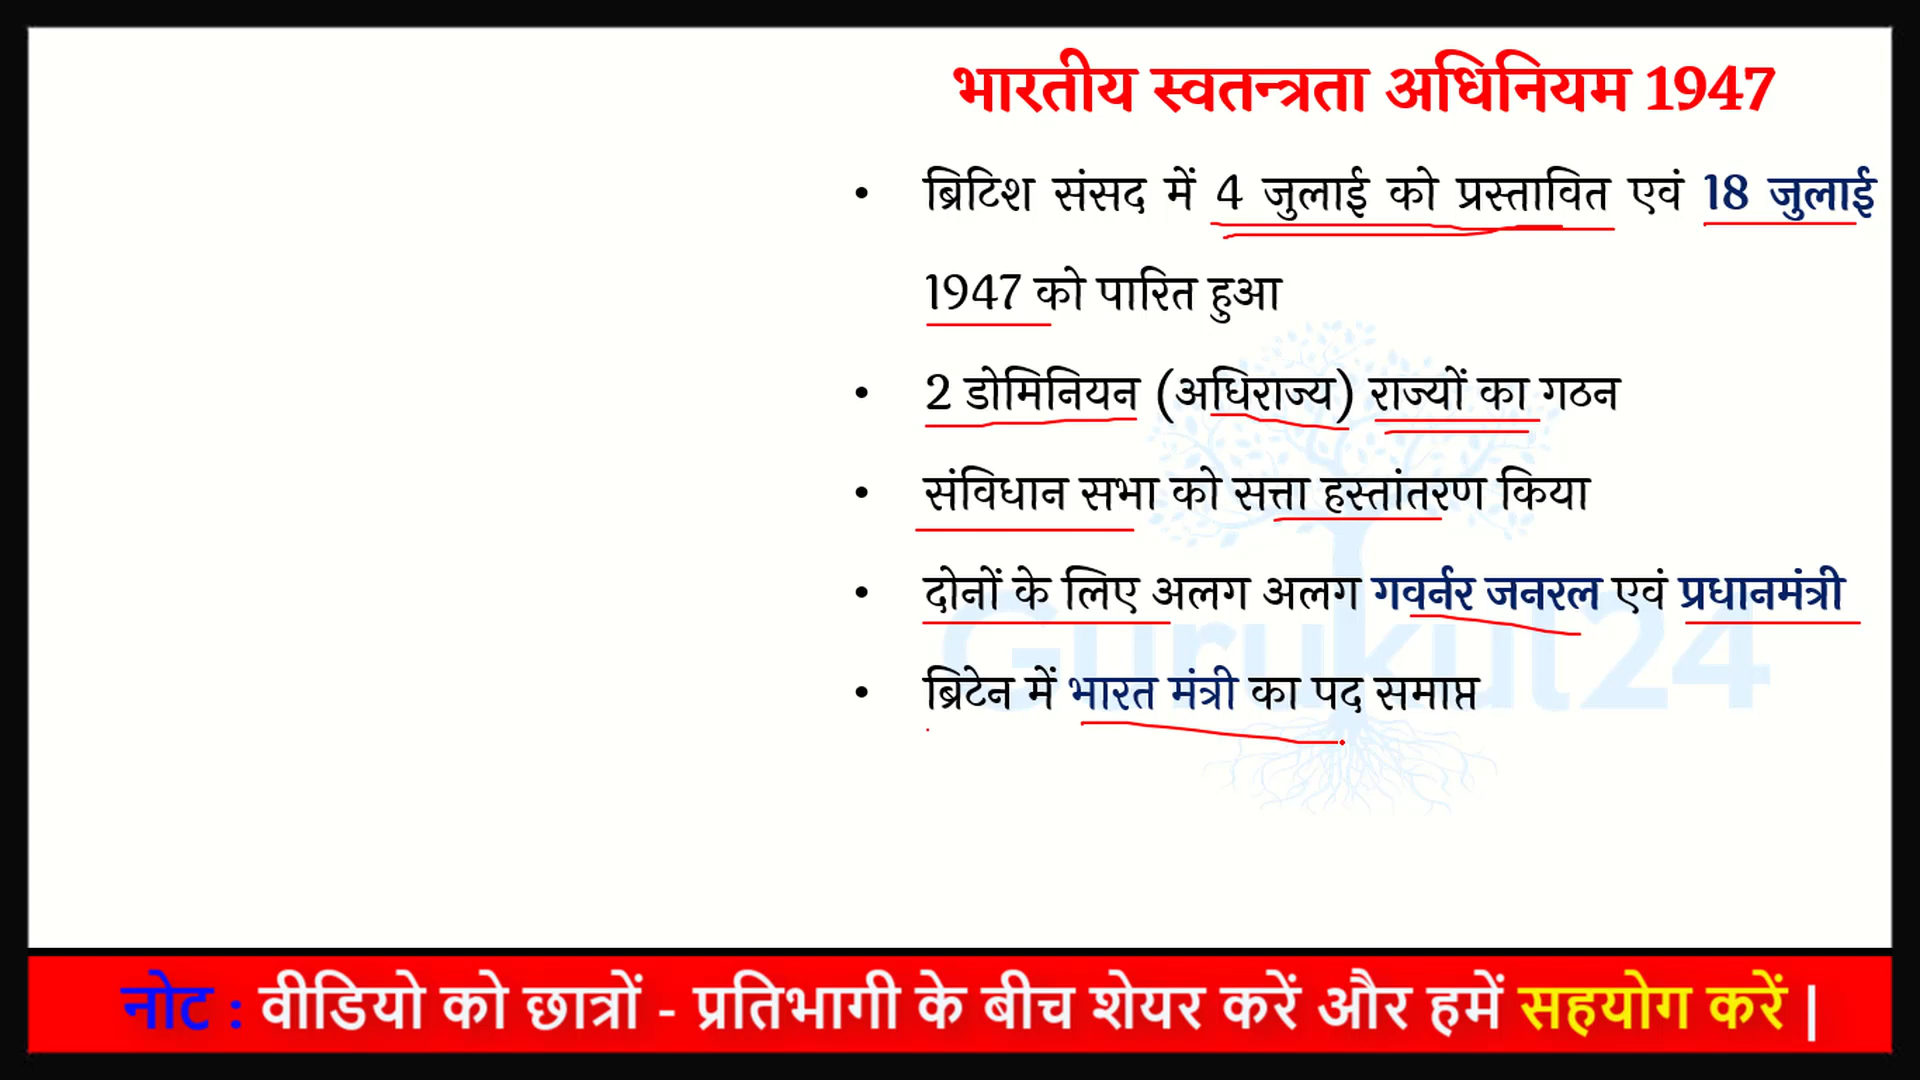 भारतीय स्वतन्त्रता अधिनियम 1947
• ब्रिटिश संसद में 4 जुलाई को प्रस्तावित एवं 18 जुलाई
1947 को पारित हुआ
• 2 डोमिनियन (अधिराज्य) राज्यों का गठन
• संविधान सभा को सत्ता हस्तांतरण किया
• दोनों के लिए अलग अलग गवर्नर जनरल एवं प्रधानमंत्री
• ब्रिटेन में भारत मंत्री का पद समाप्त
Gurukul24
नोट : वीडियो को छात्रों - प्रतिभागी के बीच शेयर करें और हमें सहयोग करें |